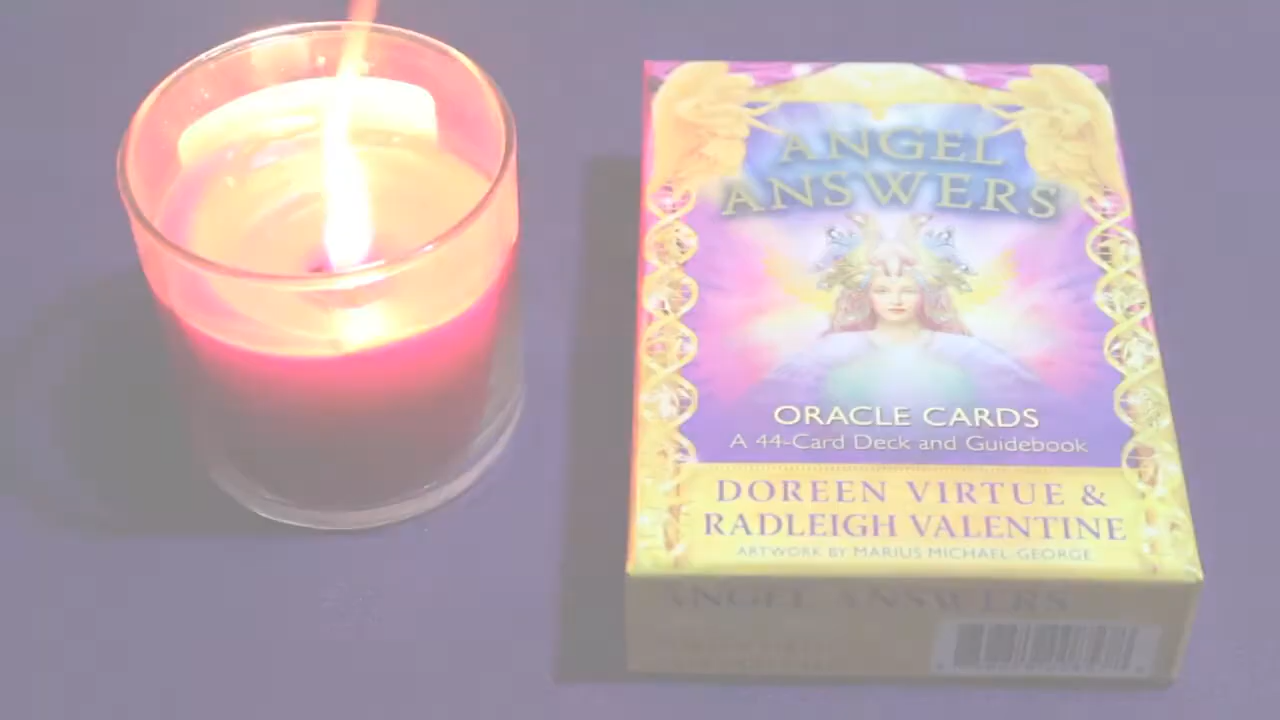 ANGEL
ANSWERS
ORACLE CARDS
A 44-Card Deck and Guidebook
DOREEN VIRTUE &
RADLEIGH VALENTINE
ARTWORK BY MARIUS MICHAEL-GEORGE
ANGEL ANSWERS